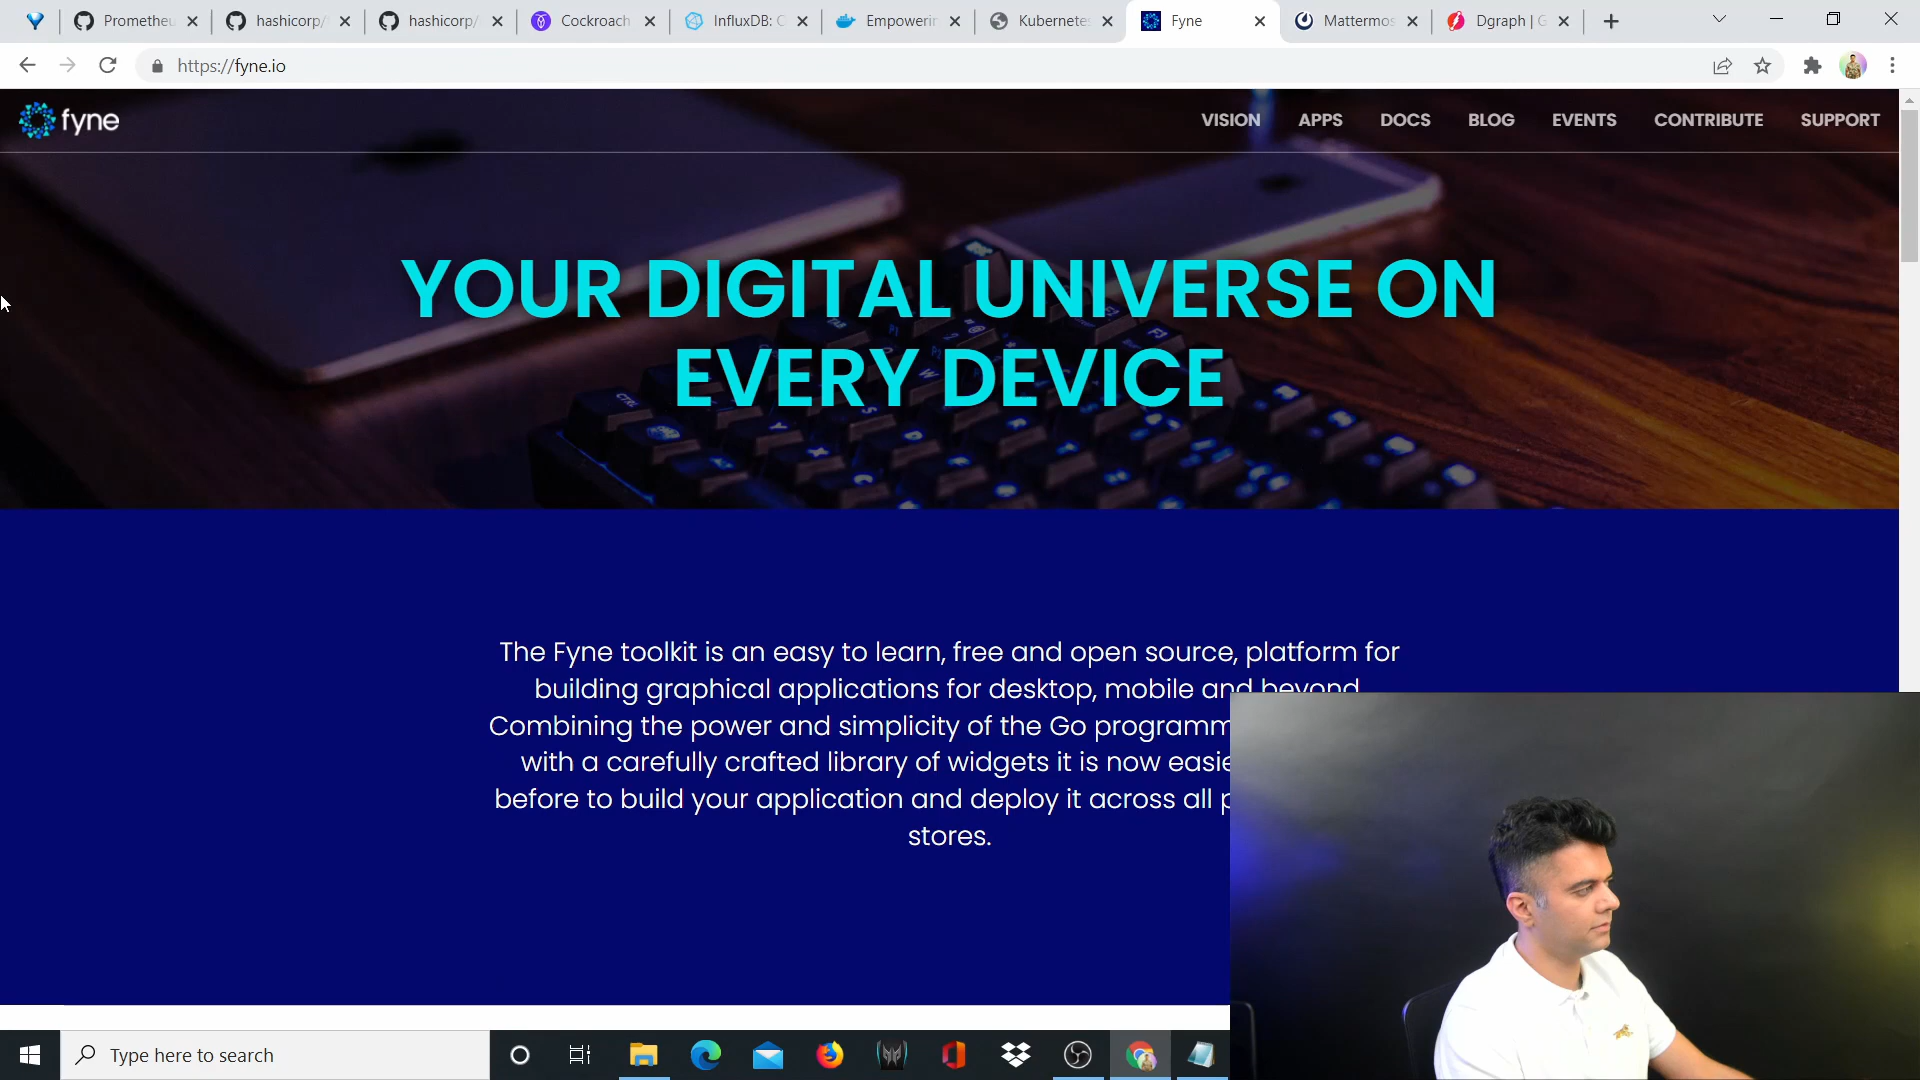 Prometheu
hashicorp/
hashicorp/
Cockroach
InfluxDB: C
Empowerin
Kubernetes
Fyne
Mattermos
Dgraph | G
https://fyne.io
fyne
VISION
APPS
DOCS
BLOG
EVENTS
CONTRIBUTE
SUPPORT
YOUR DIGITAL UNIVERSE ON
EVERY DEVICE
The Fyne toolkit is an easy to learn, free and open source, platform for
building graphical applications for desktop, mobile and beyond
Combining the power and simplicity of the Go programm
with a carefully crafted library of widgets it is now easie
before to build your application and deploy it across all p
stores.
Type here to search